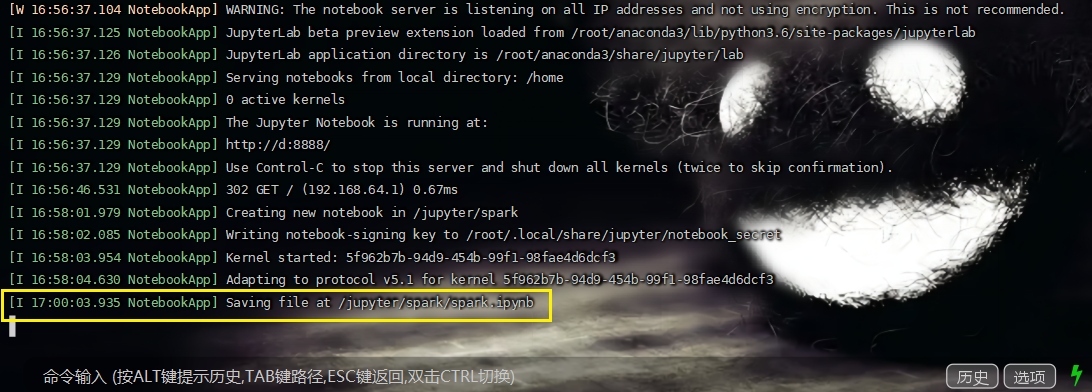 [W 16:56:37.104 NotebookApp] WARNING: The notebook server is listening on all IP addresses and not using encryption. This is not recommended.
[I 16:56:37.125 NotebookApp] JupyterLab beta preview extension loaded from /root/anaconda3/lib/python3.6/site-packages/jupyterlab
[I 16:56:37.126 NotebookApp] JupyterLab application directory is /root/anaconda3/share/jupyter/lab
[I 16:56:37.129 NotebookApp] Serving notebooks from local directory: /home
[I 16:56:37.129 NotebookApp] 0 active kernels
[I 16:56:37.129 NotebookApp] The Jupyter Notebook is running at:
[I 16:56:37.129 NotebookApp] http://d:8888/
[I 16:56:37.129 NotebookApp] Use Control-C to stop this server and shut down all kernels (twice to skip confirmation).
[I 16:56:46.531 NotebookApp] 302 GET / (192.168.64.1) 0.67ms
[I 16:58:01.979 NotebookApp] Creating new notebook in /jupyter/spark
[I 16:58:02.085 NotebookApp] Writing notebook-signing key to /root/.local/share/jupyter/notebook_secret
[I 16:58:03.954 NotebookApp] Kernel started: 5f962b7b-94d9-454b-99f1-98fae4d6dcf3
[I 16:58:04.630 NotebookApp] Adapting to protocol v5.1 for kernel 5f962b7b-94d9-454b-99f1-98fae4d6dcf3
[I 17:00:03.935 NotebookApp] Saving file at /jupyter/spark/spark.ipynb
命令输入 (按ALT键提示历史,TAB键路径,ESC键返回,双击CTRL切换) 历史 选项